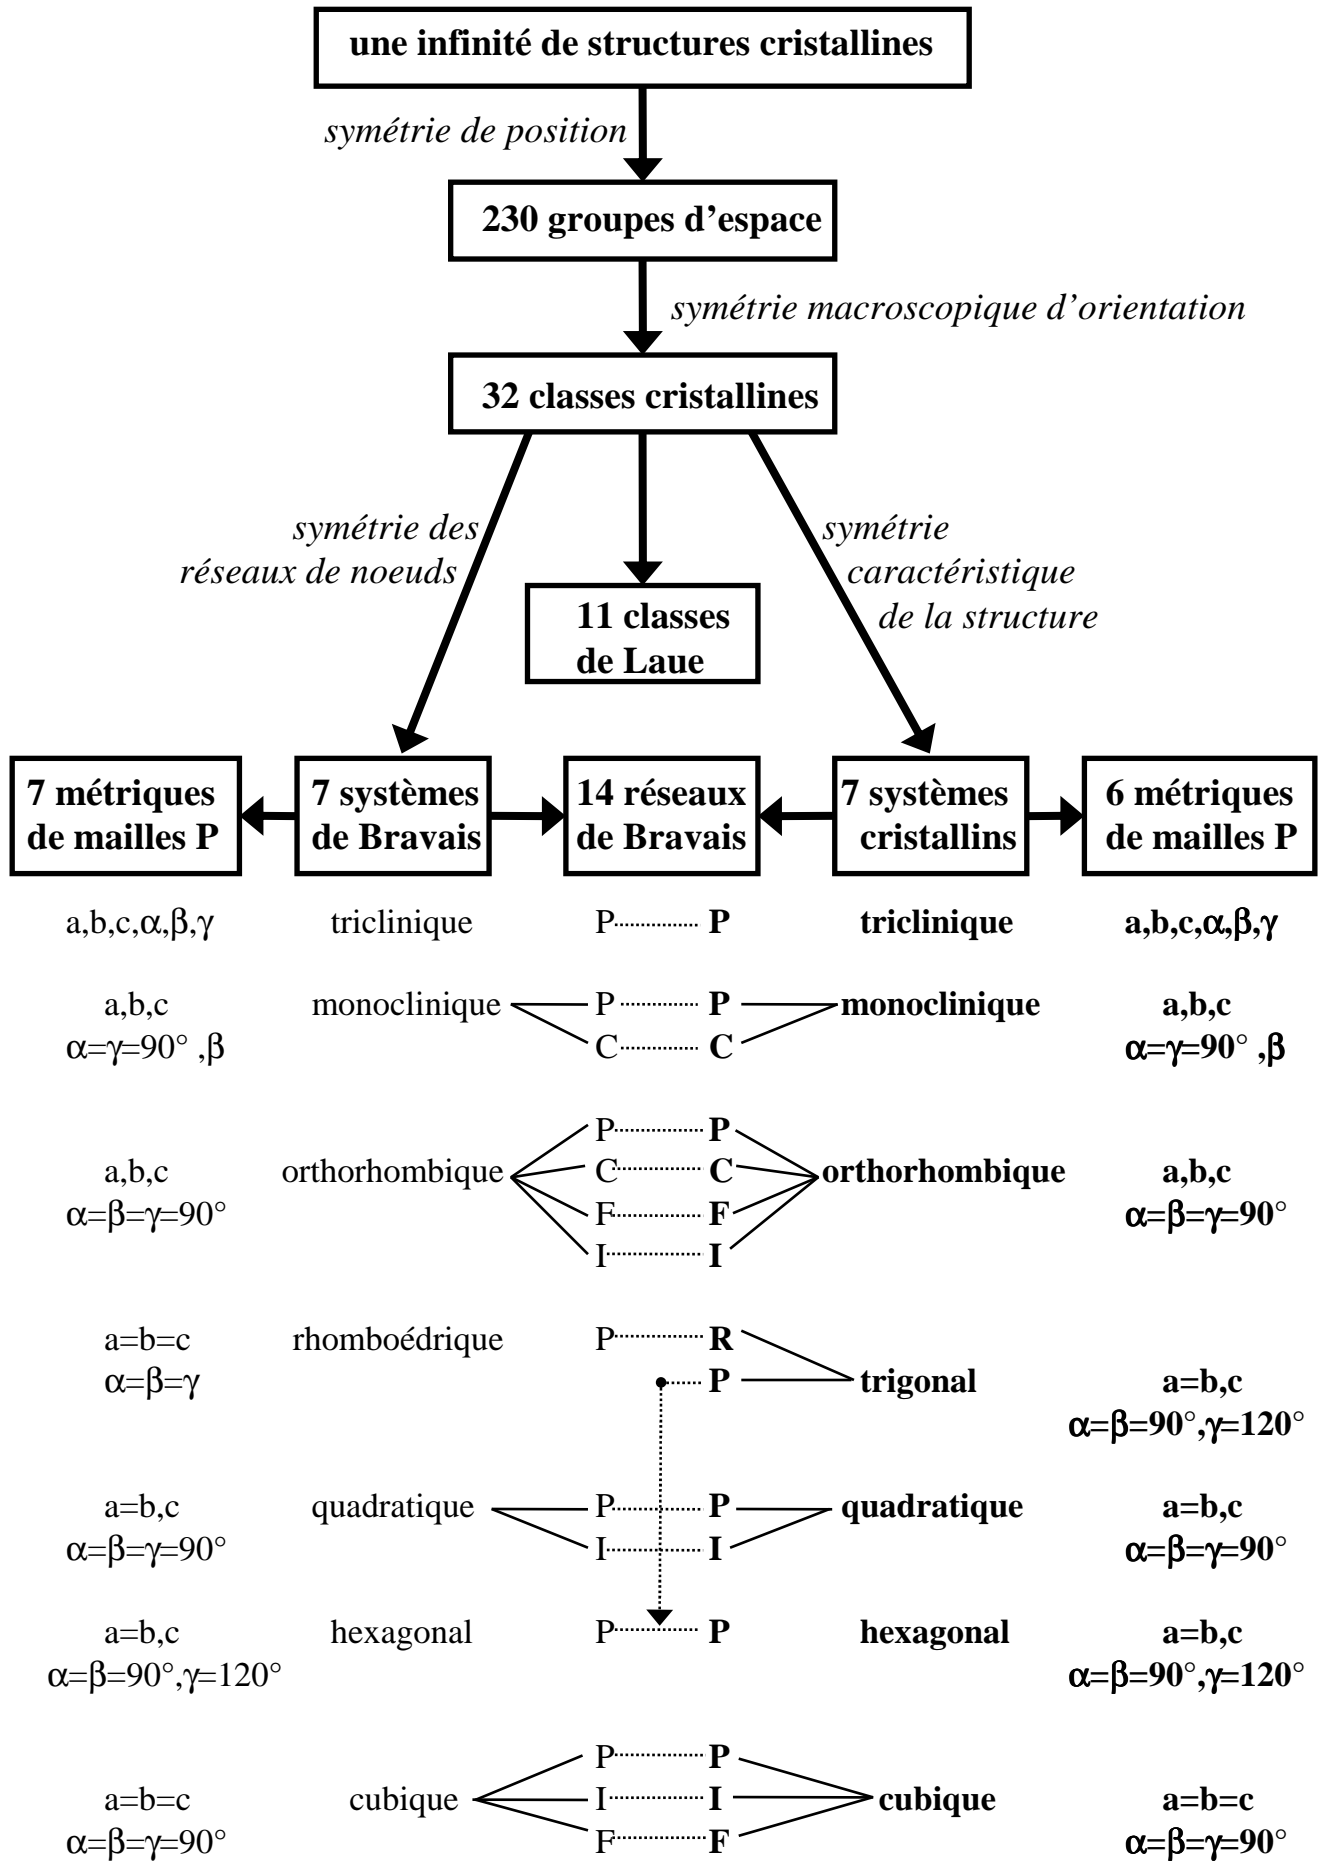 une infinité de structures cristallines
symétrie de position
230 groupes d’espace
symétrie macroscopique d’orientation
32 classes cristallines
symétrie des
réseaux de noeuds
symétrie
caractéristique
de la structure
11 classes
de Laue
7 métriques
de mailles P
7 systèmes
de Bravais
14 réseaux
de Bravais
7 systèmes
cristallins
6 métriques
de mailles P
a,b,c,α,β,γ triclinique P P triclinique a,b,c,α,β,γ
a,b,c monoclinique P P monoclinique a,b,c
α=γ=90° ,β C C α=γ=90° ,β
P P
a,b,c orthorhombique C C orthorhombique a,b,c
α=β=γ=90° F F α=β=γ=90°
I I
a=b=c rhomboédrique P R
α=β=γ P trigonal a=b,c
α=β=90°,γ=120°
a=b,c quadratique P P quadratique a=b,c
α=β=γ=90° I I α=β=γ=90°
a=b,c hexagonal P P hexagonal a=b,c
α=β=90°,γ=120° α=β=90°,γ=120°
P P
a=b=c cubique I I cubique a=b=c
α=β=γ=90° F F α=β=γ=90°